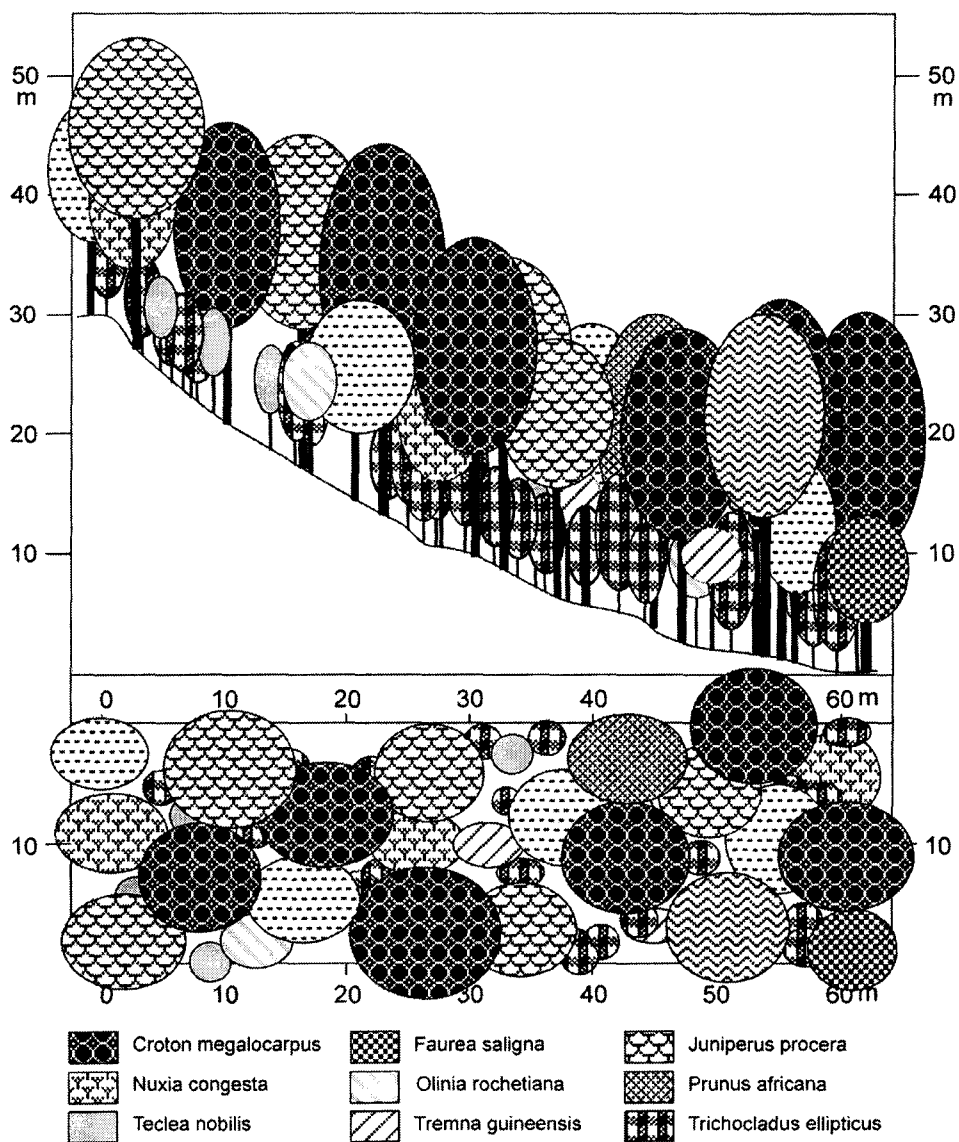 50 50
m m
40 40
30 30
20 20
10 10
0 10 20 30 40 60 m
10 10
0 10 20 30 40 50 60 m
Croton megalocarpus Faurea saligna Juniperus procera
Nuxia congesta Olinia rochetiana Prunus africana
Teclea nobilis Tremna guineensis Trichocladus ellipticus